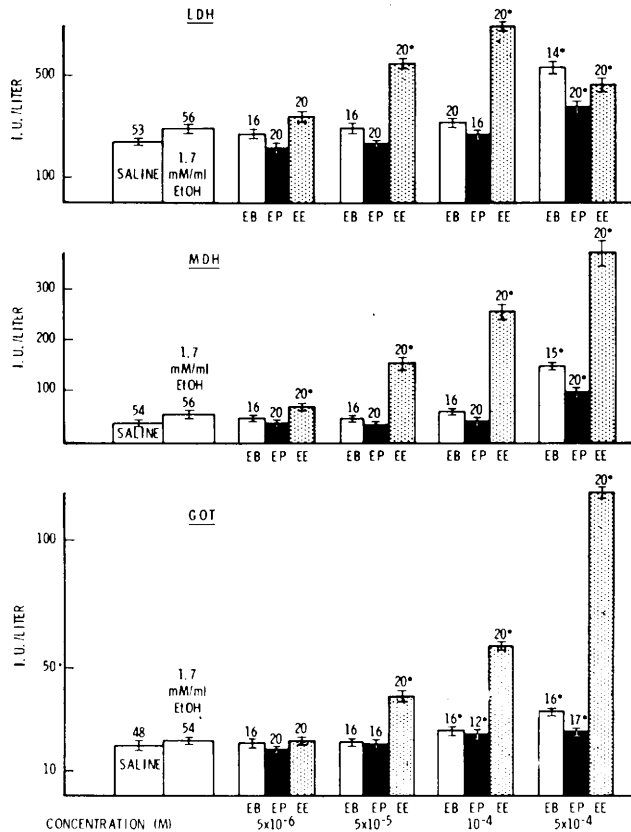 LDH
I. U./LITER
500
100
53
SALINE
56
1.7
mM/ml
EtOH
16 20 20
16 20 20*
20 16 20*
14* 20* 20*
EB EP EE EB EP EE EB EP EE EB EP EE
MDH
I. U./LITER
300
200
100
54
SALINE
1.7
mM/ml
EtOH
56
16 20 20*
16 20 20*
16 20 20*
15* 20* 20*
EB EP EE EB EP EE EB EP EE EB EP EE
GOT
I. U./LITER
100
50
10
48
SALINE
1.7
mM/ml
EtOH
54
16 20 20
16 16 20*
16* 12* 20*
16* 17* 20*
EB EP EE EB EP EE EB EP EE EB EP EE
CONCENTRATION (M) 5x10⁻⁶ 5x10⁻⁵ 10⁻⁴ 5x10⁻⁴